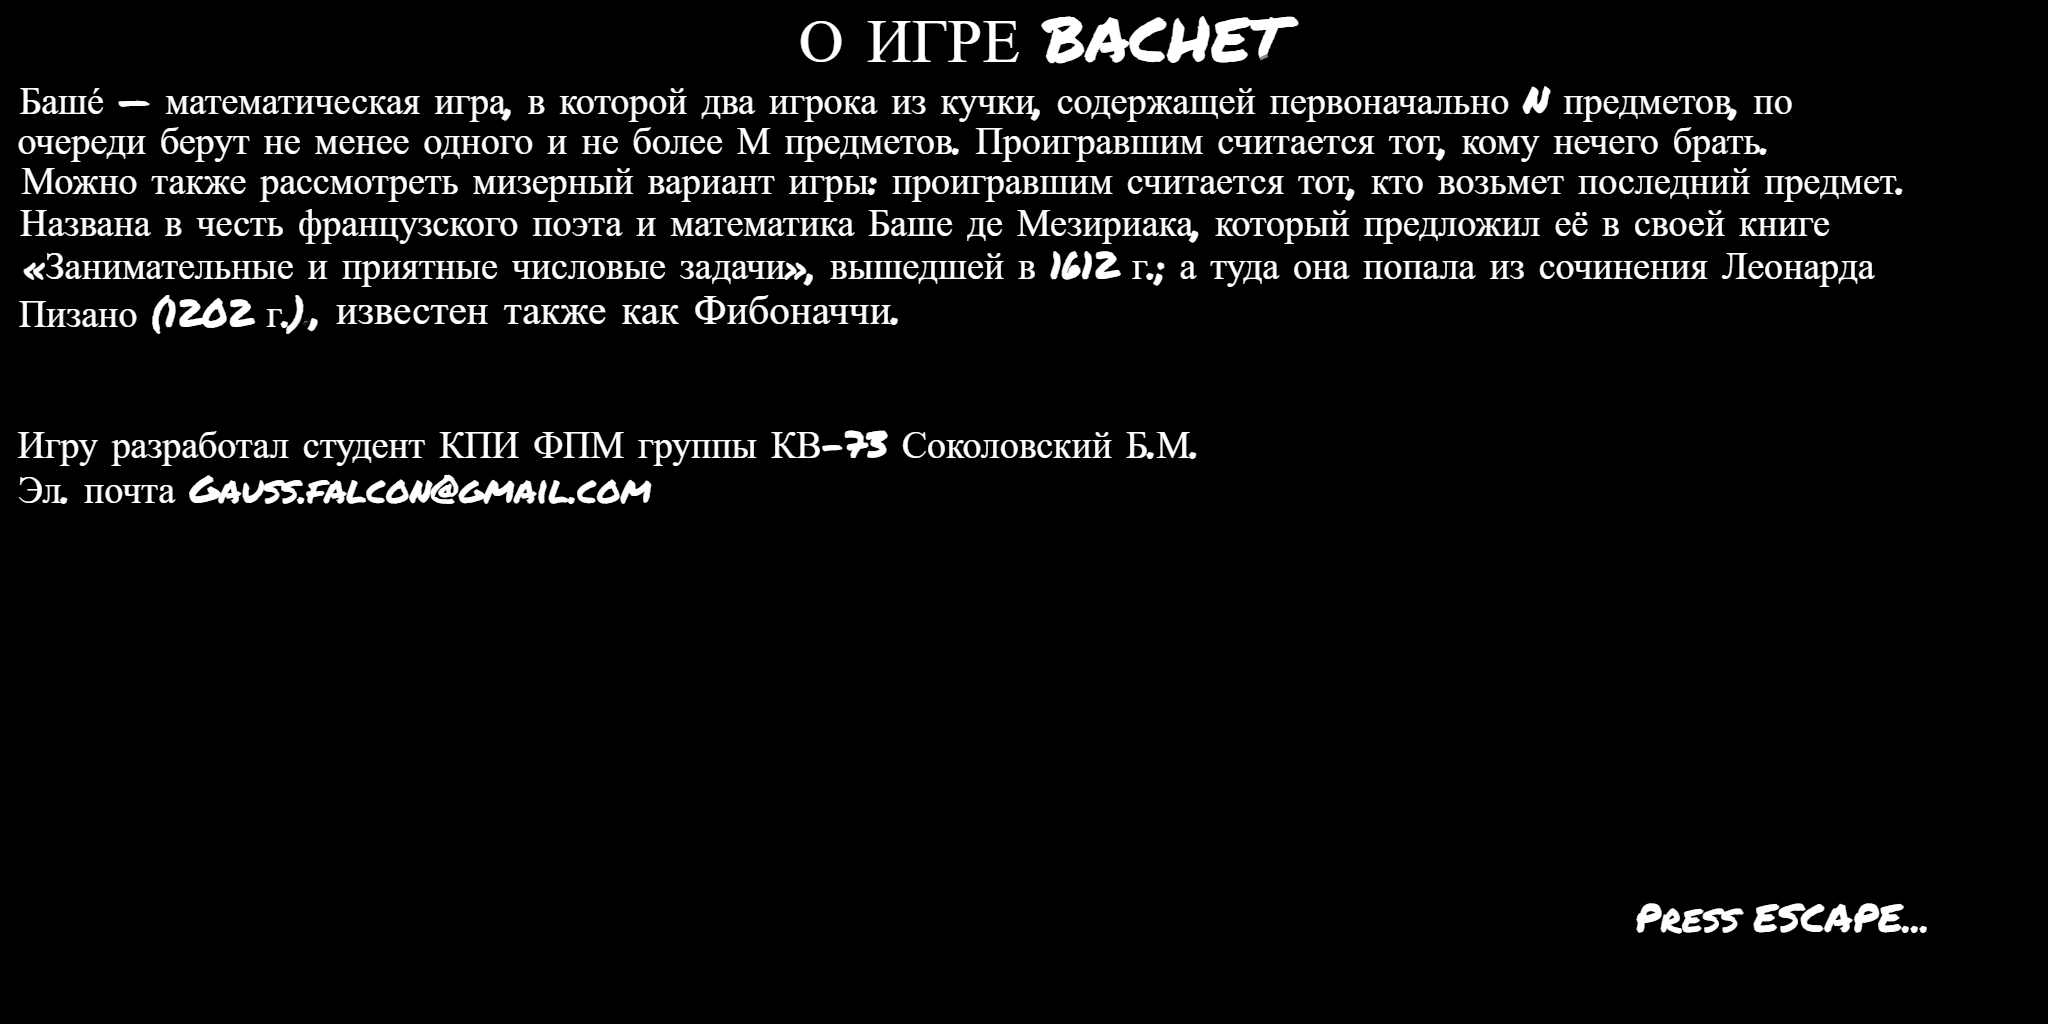 О ИГРЕ BACHET
Баше́ — математическая игра, в которой два игрока из кучки, содержащей первоначально N предметов, по
очереди берут не менее одного и не более М предметов. Проигравшим считается тот, кому нечего брать.
Можно также рассмотреть мизерный вариант игры: проигравшим считается тот, кто возьмет последний предмет.
Названа в честь французского поэта и математика Баше де Мезириака, который предложил её в своей книге
«Занимательные и приятные числовые задачи», вышедшей в 1612 г.; а туда она попала из сочинения Леонарда
Пизано (1202 г.), известен также как Фибоначчи.
Игру разработал студент КПИ ФПМ группы КВ-73 Соколовский Б.М.
Эл. почта Gauss.falcon@gmail.com
Press ESCAPE...